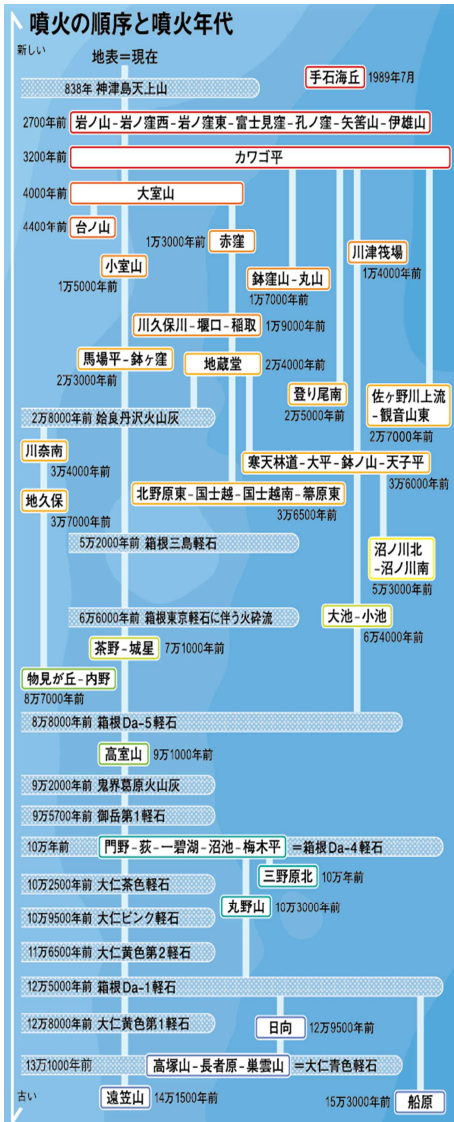 噴火の順序と噴火年代
新しい
地表=現在
手石海丘 1989年7月
838年 神津島天上山
2700年前 岩ノ山-岩ノ窪西-岩ノ窪東-富士見窪-孔ノ窪-矢筈山-伊雄山
3200年前 カワゴ平
4000年前 大室山
4400年前 台ノ山
1万3000年前 赤窪
川津筏場
1万4000年前
小室山
1万5000年前
鉢窪山-丸山
1万7000年前
川久保川-堰口-稲取 1万9000年前
馬場平-鉢ヶ窪
2万3000年前
地蔵堂 2万4000年前
登り尾南
2万5000年前
佐ヶ野川上流
-観音山東
2万7000年前
2万8000年前 姶良丹沢火山灰
川奈南
3万4000年前
寒天林道-大平-鉢ノ山-天子平
3万6000年前
地久保
3万7000年前
北野原東-国士越-国士越南-箒原東
3万6500年前
5万2000年前 箱根三島軽石
沼ノ川北
-沼ノ川南
5万3000年前
6万6000年前 箱根東京軽石に伴う火砕流
大池-小池
6万4000年前
茶野-城星 7万1000年前
物見が丘-内野
8万7000年前
8万8000年前 箱根Da-5軽石
高室山 9万1000年前
9万2000年前 鬼界葛原火山灰
9万5700年前 御岳第1軽石
10万年前 門野-荻-一碧湖-沼池-梅木平 =箱根Da-4軽石
三野原北 10万年前
10万2500年前 大仁茶色軽石
丸野山 10万3000年前
10万9500年前 大仁ピンク軽石
11万6500年前 大仁黄色第2軽石
12万5000年前 箱根Da-1軽石
12万8000年前 大仁黄色第1軽石
日向 12万9500年前
13万1000年前 高塚山-長者原-巣雲山 =大仁青色軽石
古い
遠笠山 14万1500年前
15万3000年前 船原